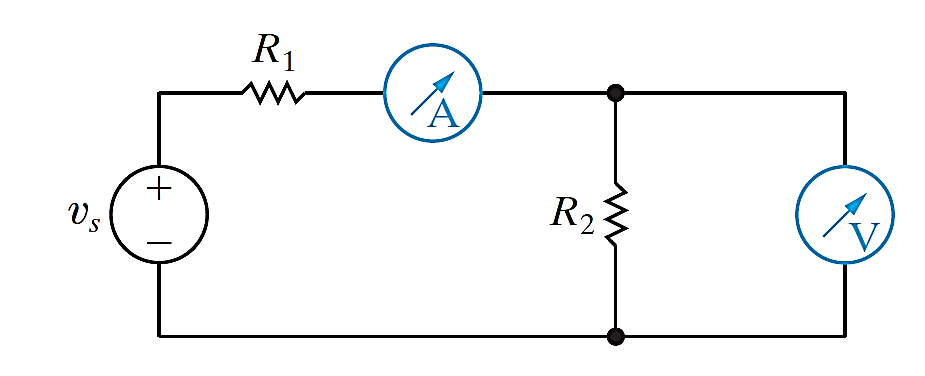 R₁
A
+
vₛ
−
R₂
V